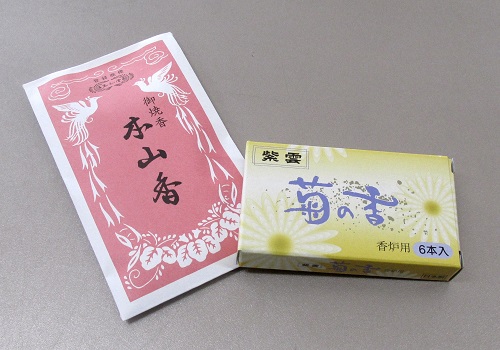 御焼香
本山香
紫雲
菊の香
香炉用
6本入